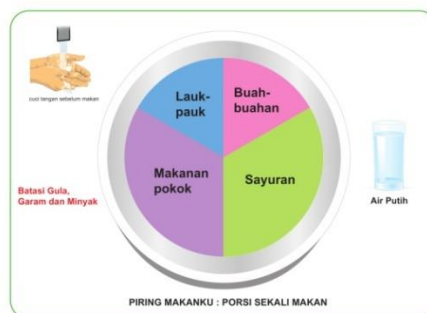 cuci tangan sebelum makan
Lauk-
pauk
Buah-
buahan
Makanan
pokok
Sayuran
Batasi Gula,
Garam dan Minyak
Air Putih
PIRING MAKANKU : PORSI SEKALI MAKAN